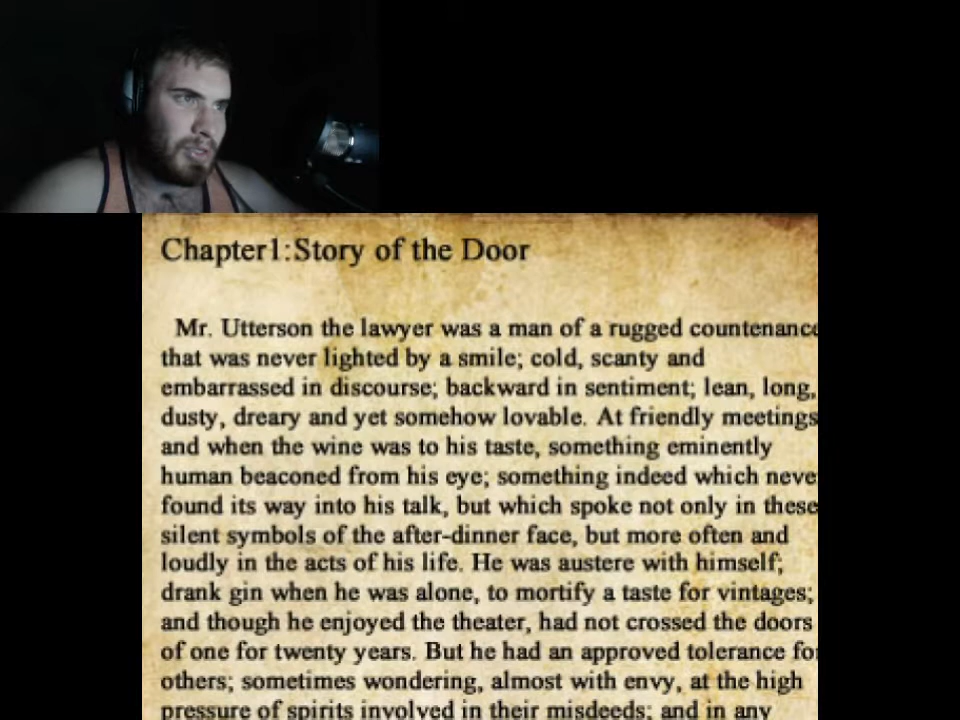 Chapter1:Story of the Door
Mr. Utterson the lawyer was a man of a rugged countenance
that was never lighted by a smile; cold, scanty and
embarrassed in discourse; backward in sentiment; lean, long,
dusty, dreary and yet somehow lovable. At friendly meetings
and when the wine was to his taste, something eminently
human beaconed from his eye; something indeed which neve
found its way into his talk, but which spoke not only in these
silent symbols of the after-dinner face, but more often and
loudly in the acts of his life. He was austere with himself;
drank gin when he was alone, to mortify a taste for vintages;
and though he enjoyed the theater, had not crossed the doors
of one for twenty years. But he had an approved tolerance for
others; sometimes wondering, almost with envy, at the high
pressure of spirits involved in their misdeeds; and in any